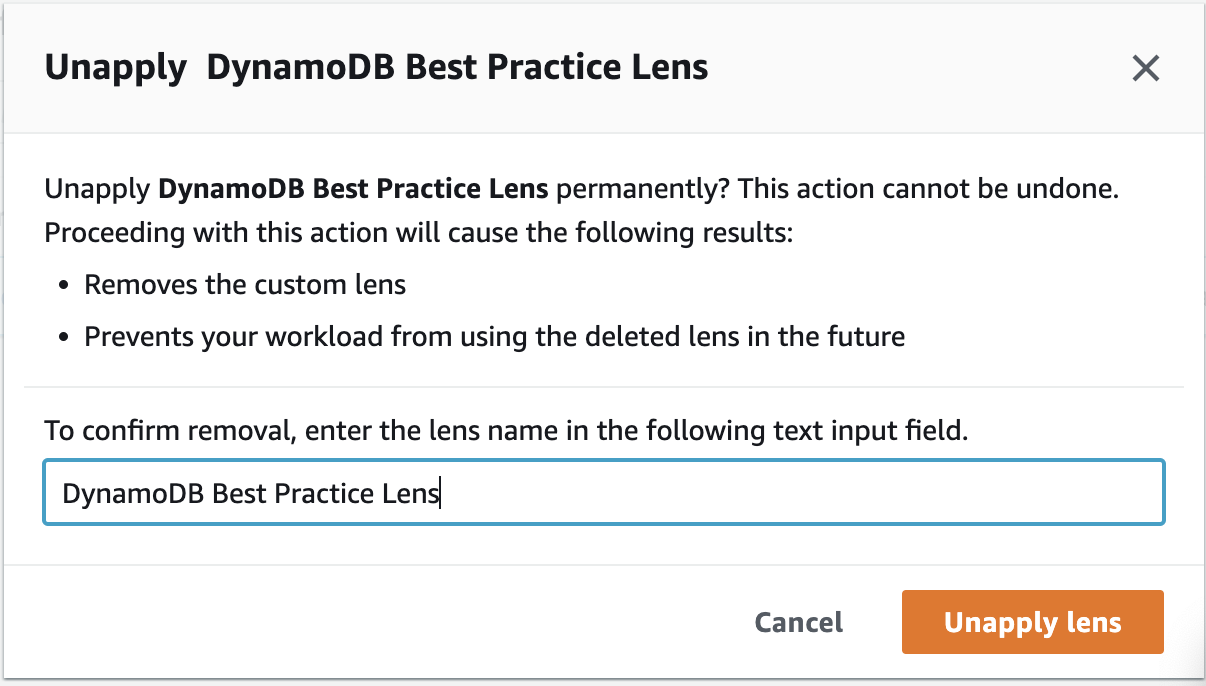 Unapply DynamoDB Best Practice Lens
Unapply DynamoDB Best Practice Lens permanently? This action cannot be undone.
Proceeding with this action will cause the following results:
• Removes the custom lens
• Prevents your workload from using the deleted lens in the future
To confirm removal, enter the lens name in the following text input field.
DynamoDB Best Practice Lens
Cancel
Unapply lens